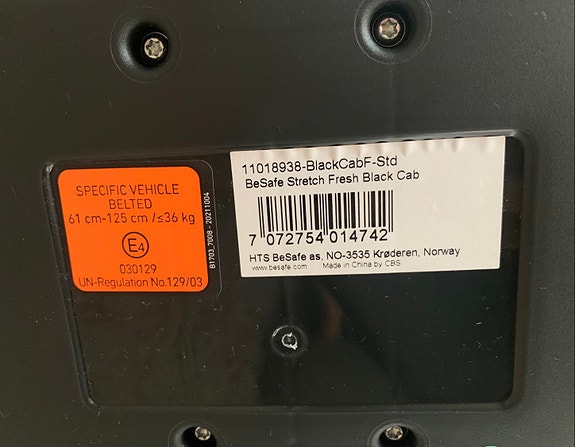 SPECIFIC VEHICLE
BELTED
61 cm-125 cm /≤36 kg
E4
030129
UN-Regulation No.129/03
81703_7008 - 20211004
11018938-BlackCabF-Std
BeSafe Stretch Fresh Black Cab
7 072754 014742
HTS BeSafe as, NO-3535 Krøderen, Norway
www.besafe.com Made in China by CBS